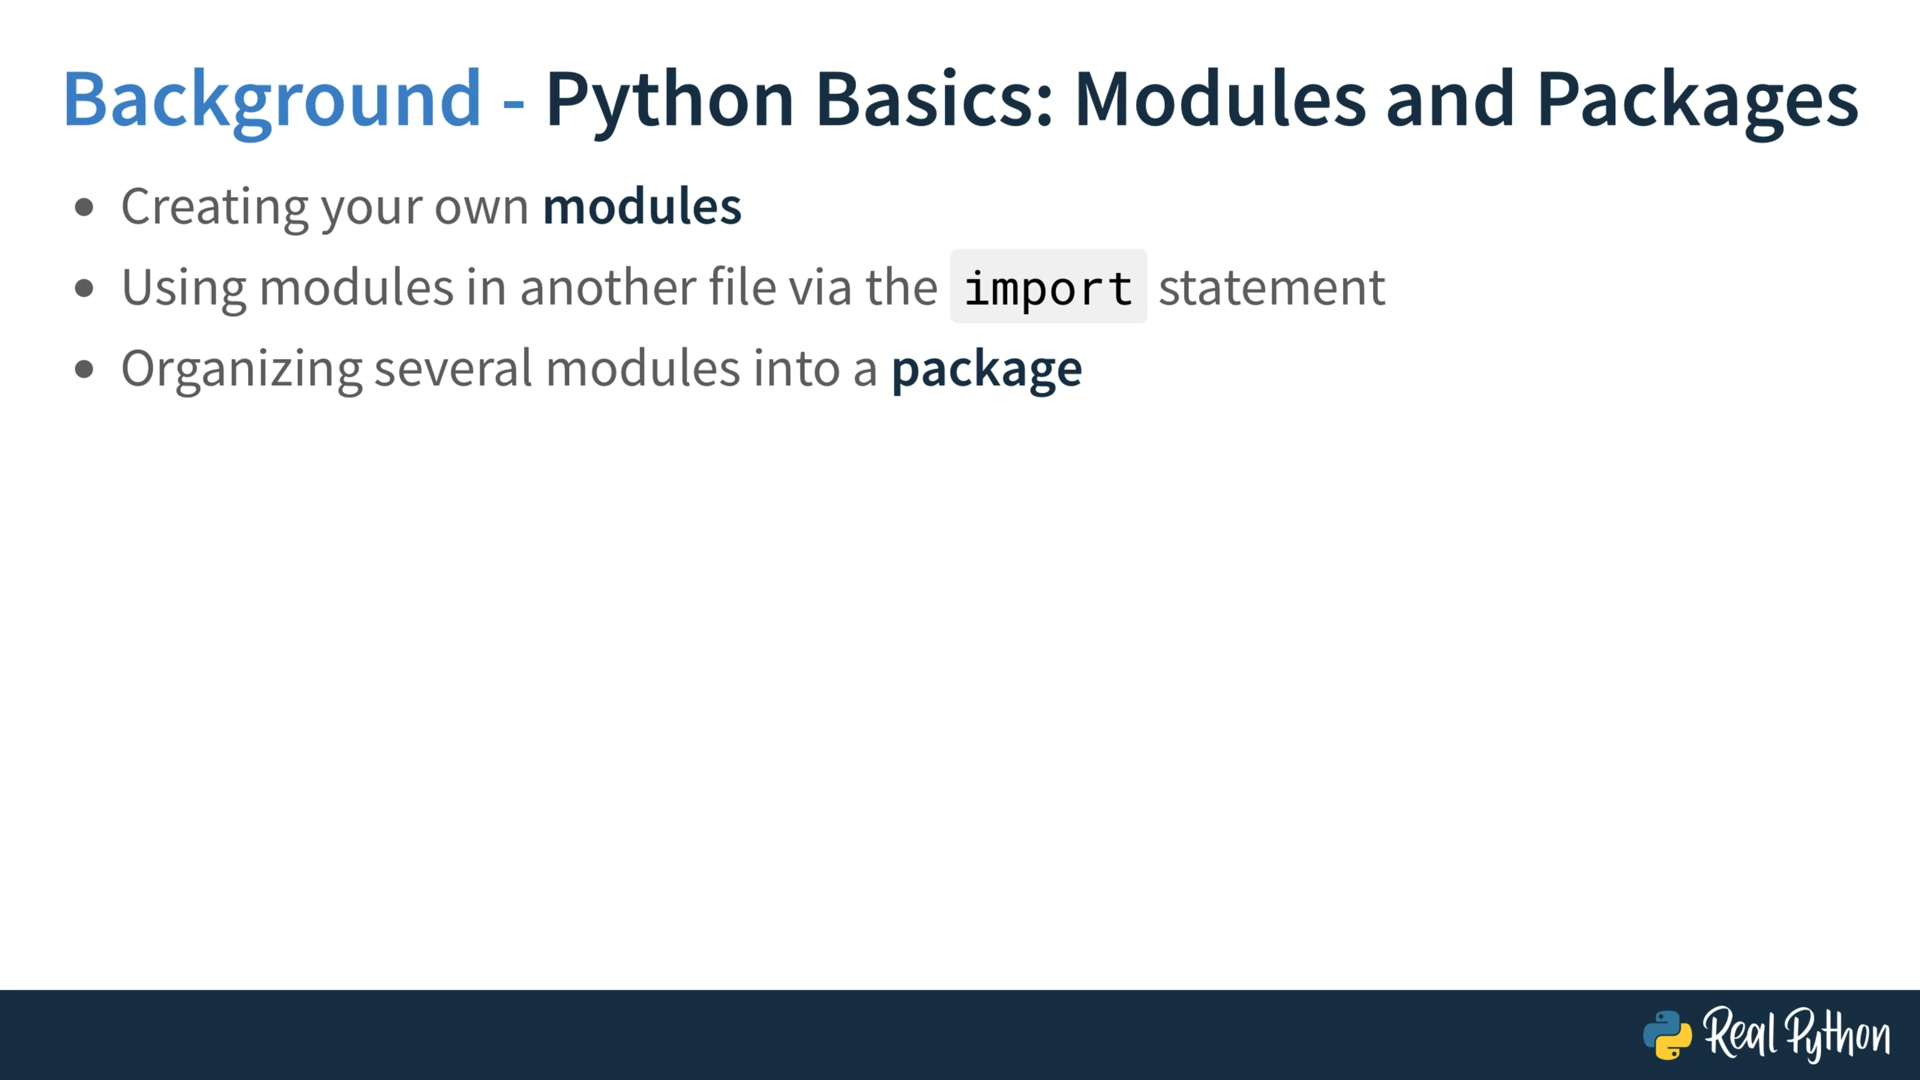 Background - Python Basics: Modules and Packages
• Creating your own modules
• Using modules in another file via the import statement
• Organizing several modules into a package
Real Python